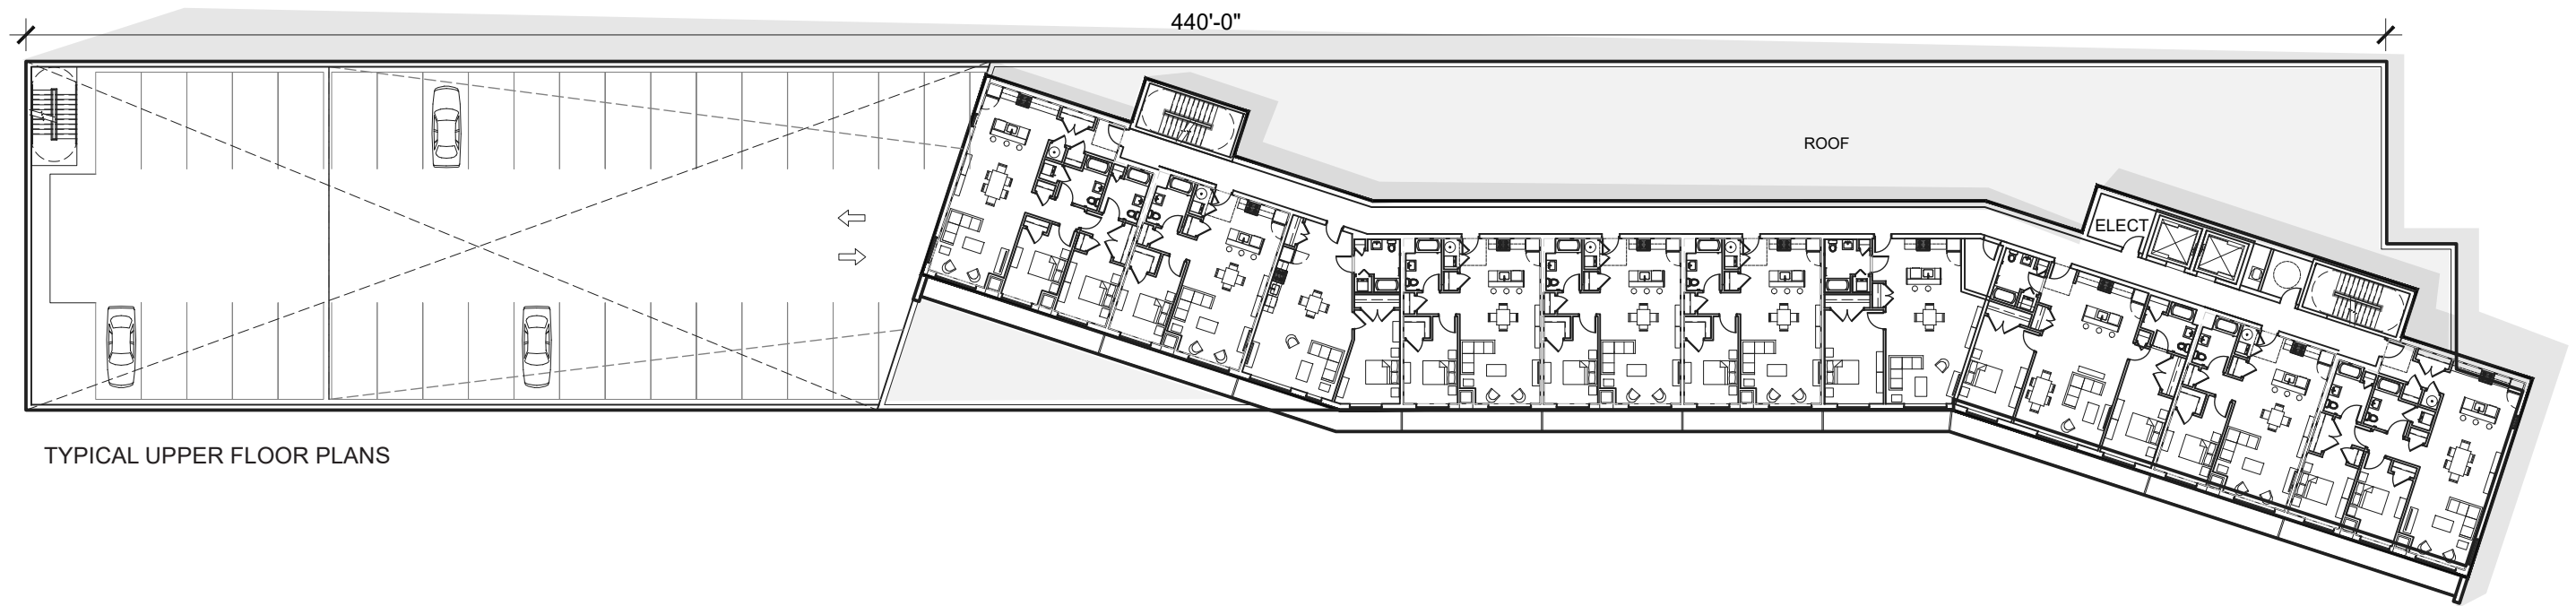 440'-0"
ROOF
ELECT
TYPICAL UPPER FLOOR PLANS